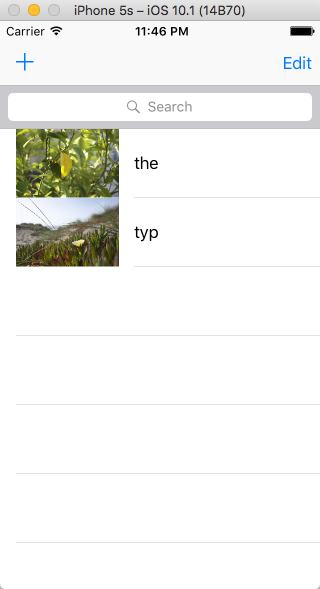 iPhone 5s – iOS 10.1 (14B70)
Carrier 11:46 PM
+ Edit
Search
the
typ